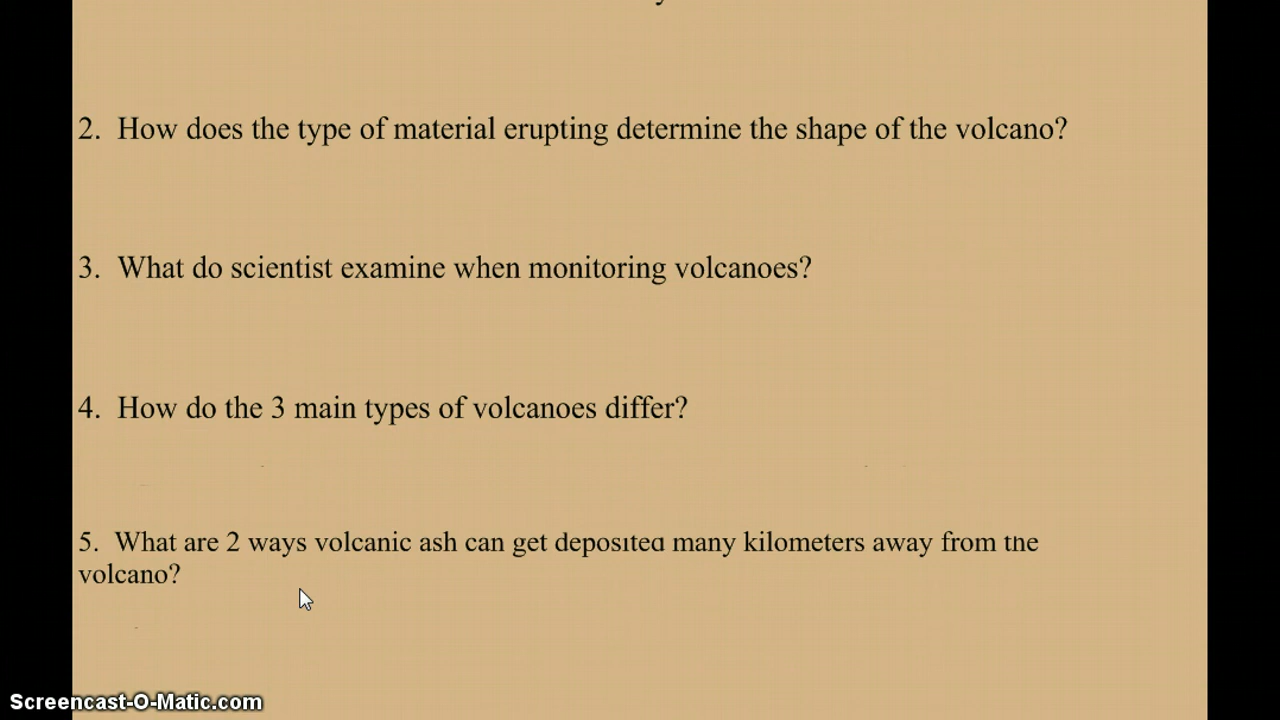 2. How does the type of material erupting determine the shape of the volcano?
3. What do scientist examine when monitoring volcanoes?
4. How do the 3 main types of volcanoes differ?
5. What are 2 ways volcanic ash can get deposited many kilometers away from the
volcano?
Screencast-O-Matic.com